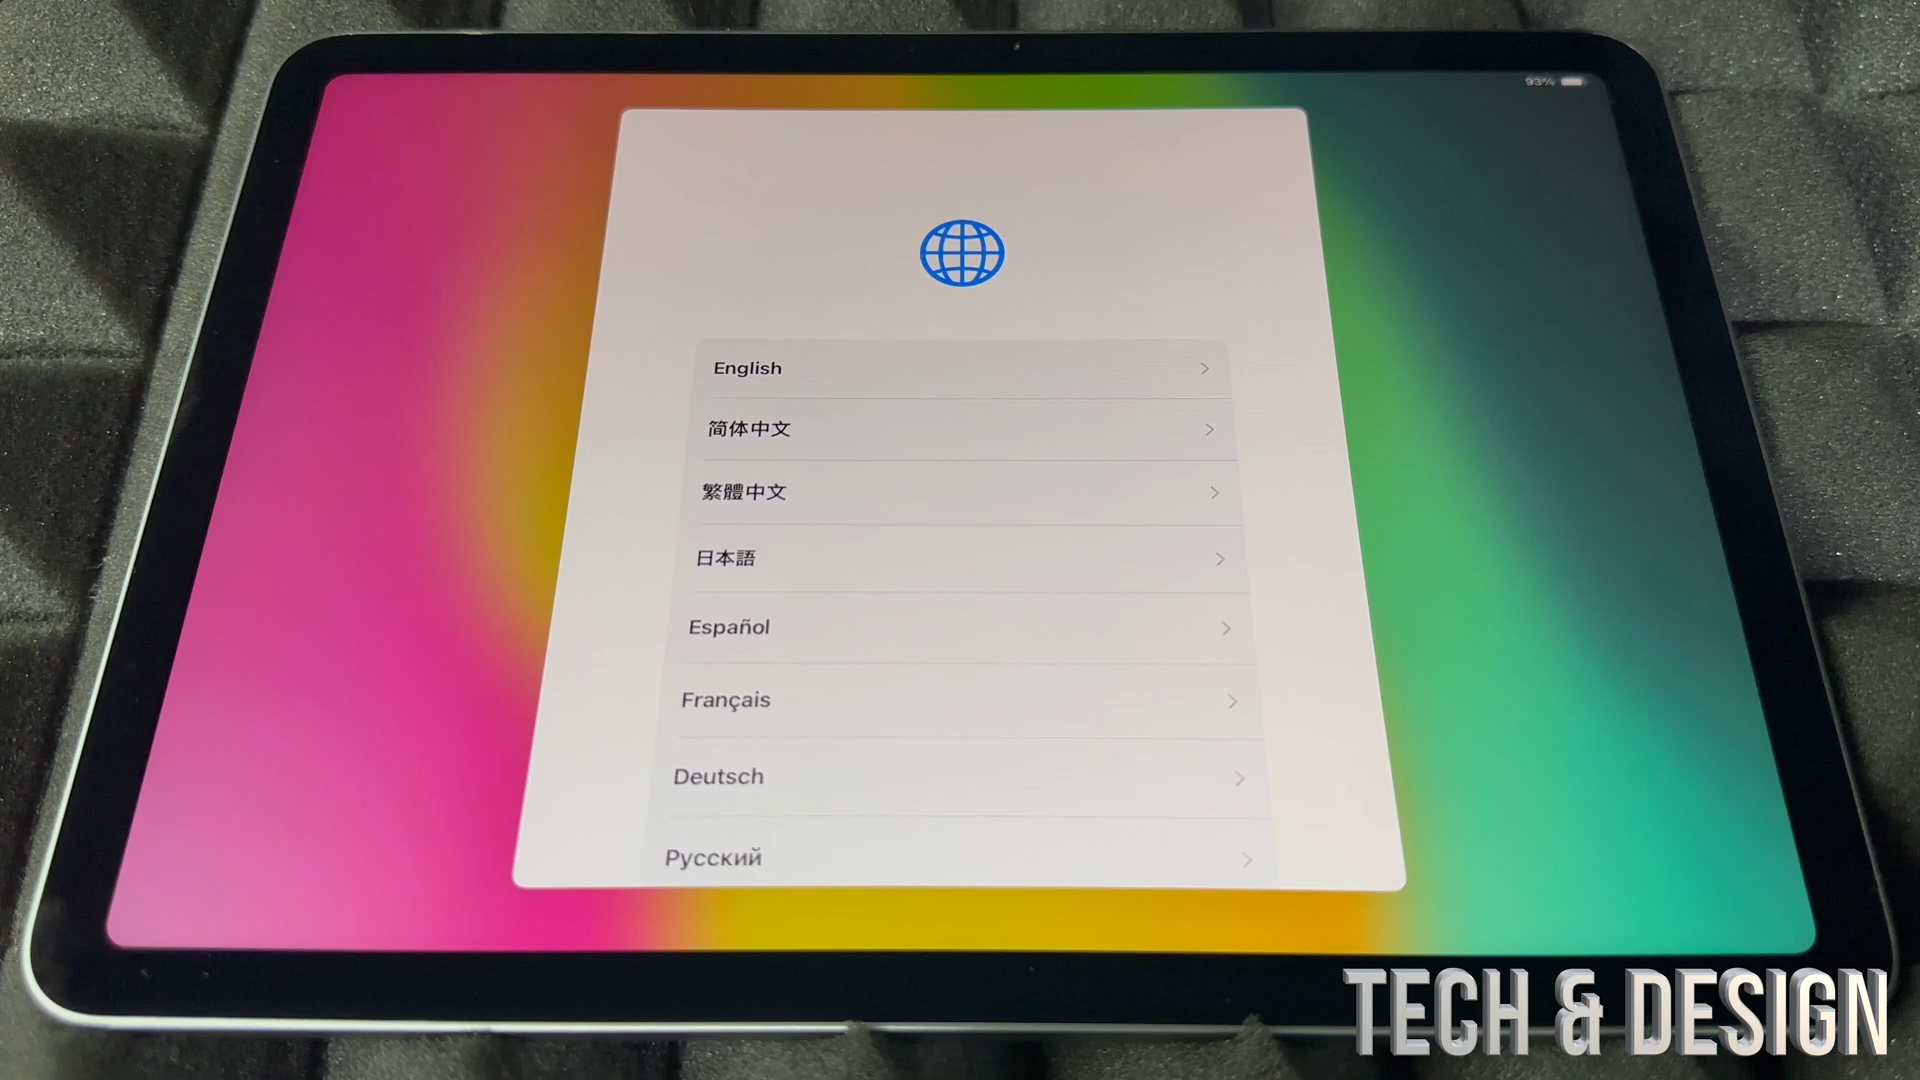 93%
English
简体中文
繁體中文
日本語
Español
Français
Deutsch
Русский
TECH & DESIGN